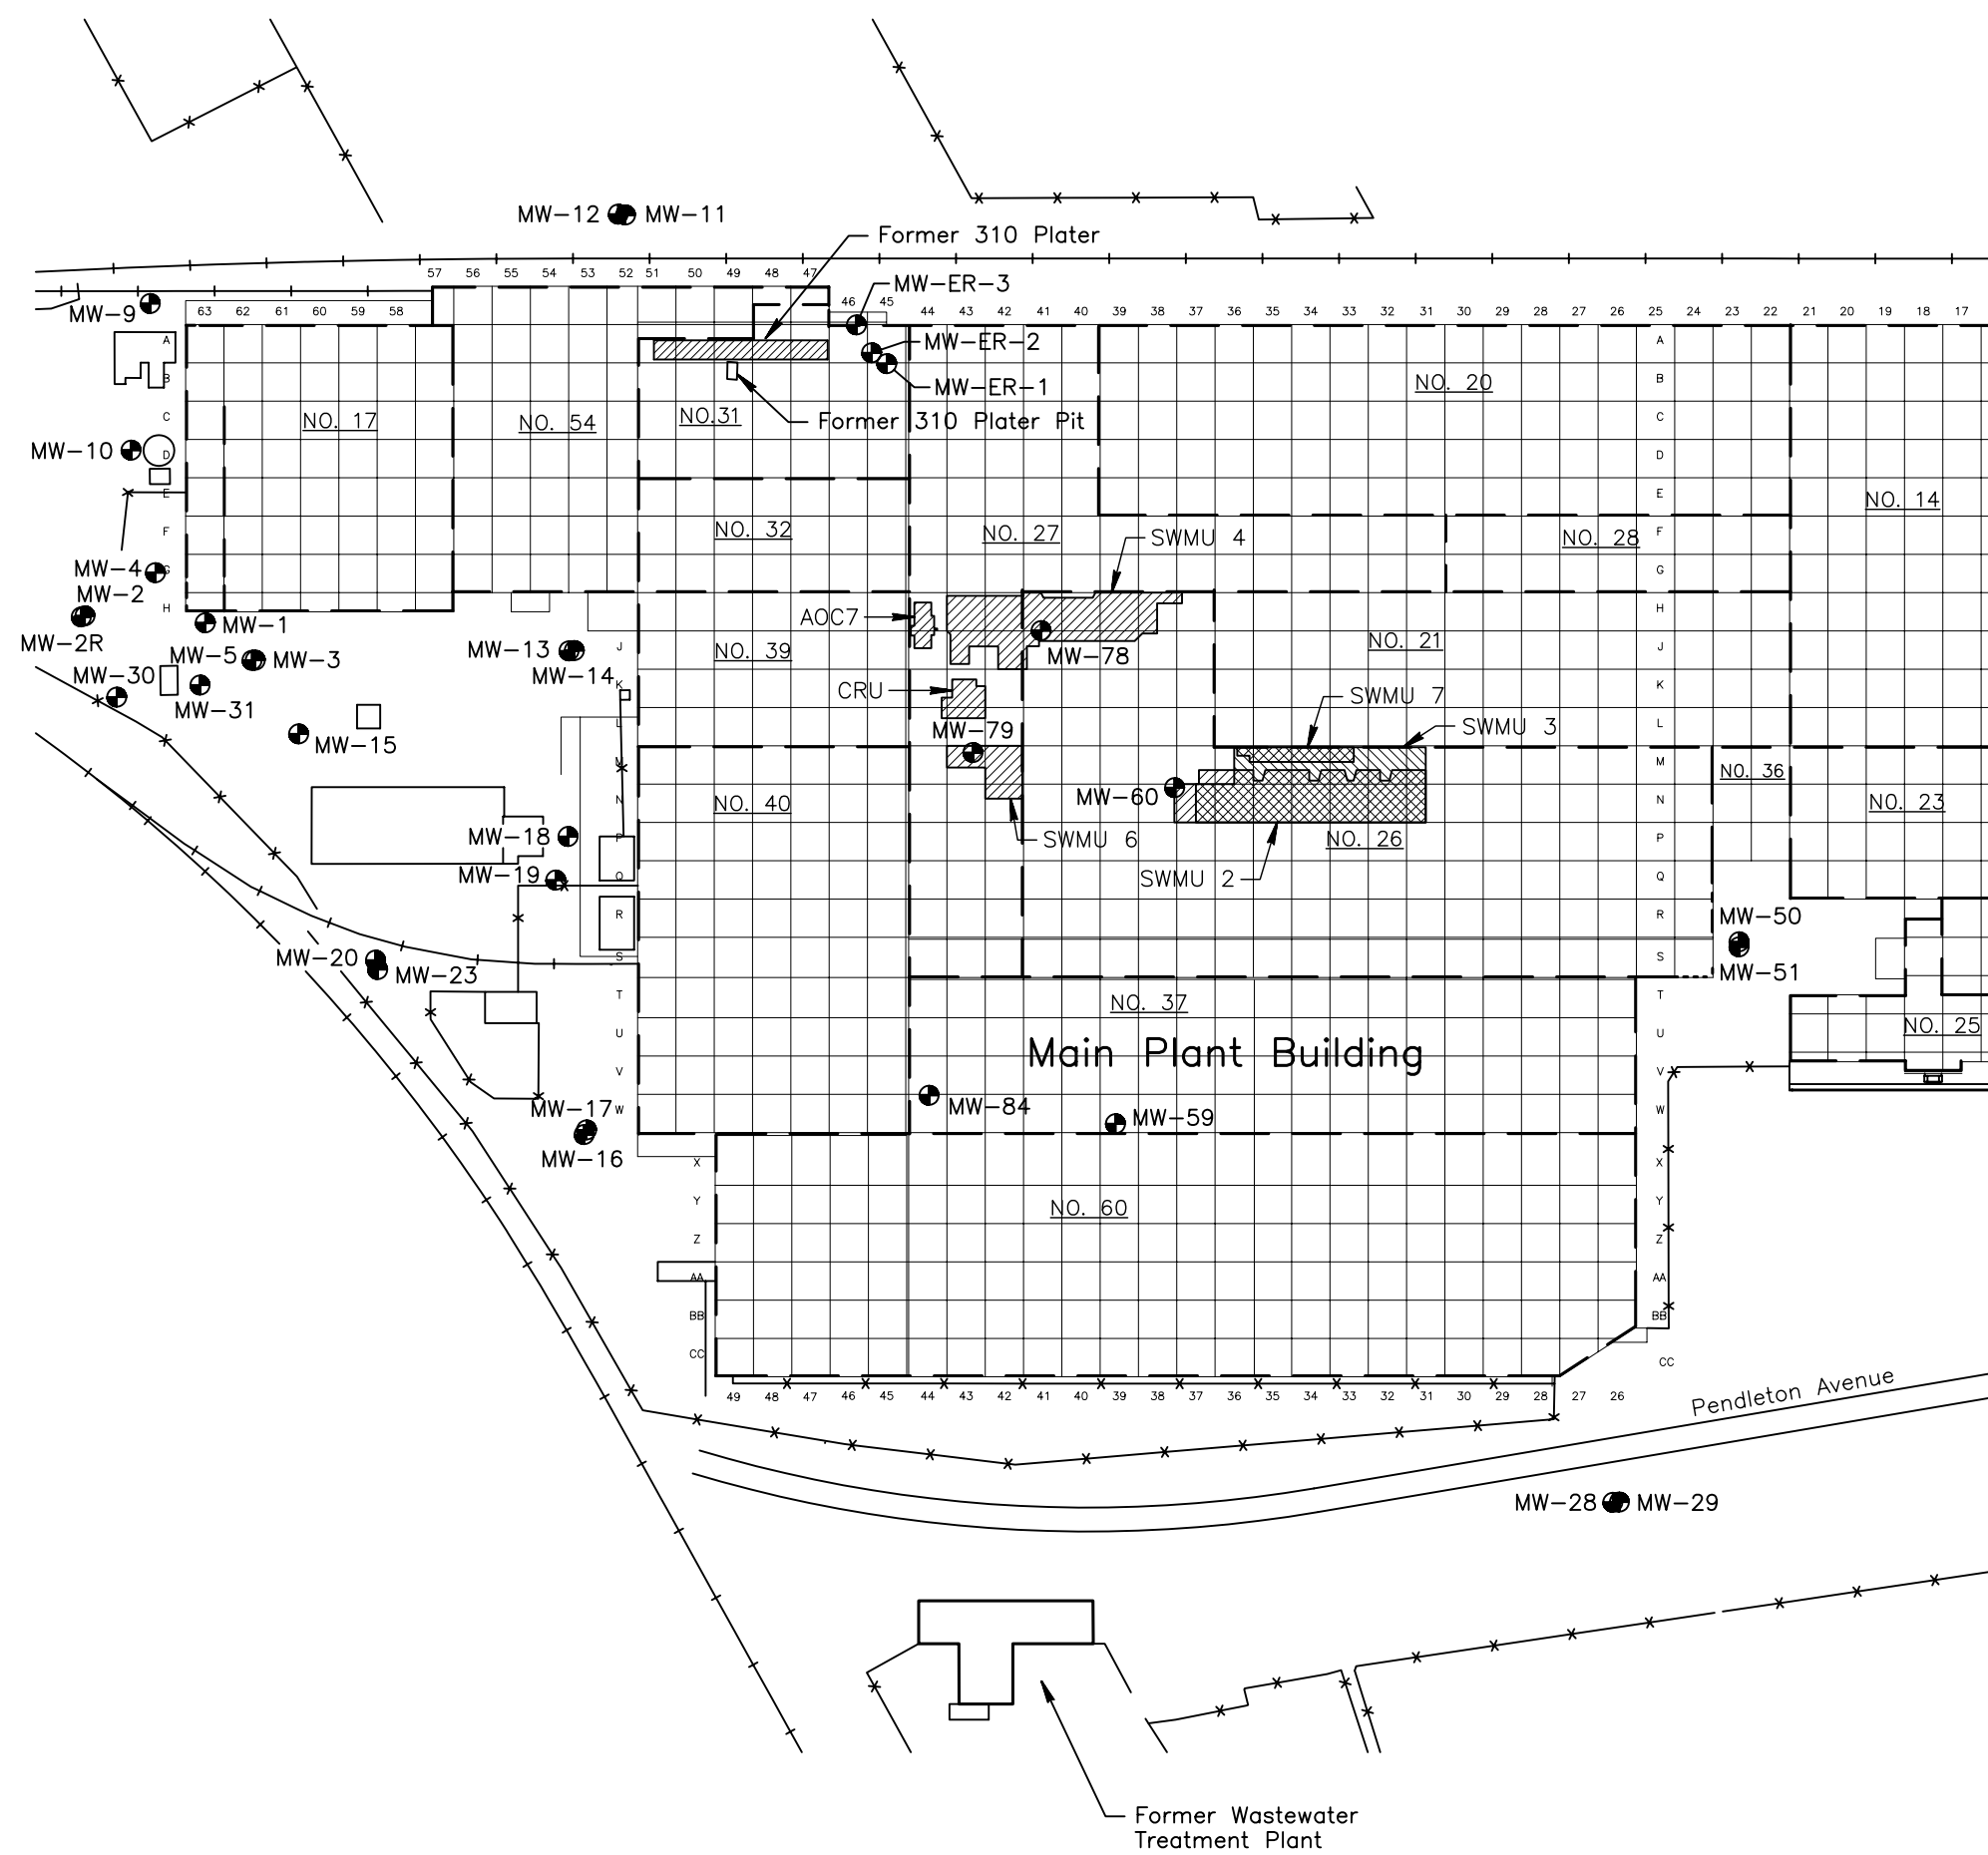 MW-12 MW-11
Former 310 Plater
57 56 55 54 53 52 51 50 49 48 47
MW-ER-3
MW-9
63 62 61 60 59 58
46 45
44 43 42 41 40 39 38 37 36 35 34 33 32 31 30 29 28 27 26 25 24 23 22 21 20 19 18 17
A A
MW-ER-2
B B
MW-ER-1
NO. 20
C C
NO. 17
NO. 54
NO.31
Former 310 Plater Pit
MW-10
D D
E E
NO. 14
F F
NO. 32
NO. 27
SWMU 4
NO. 28
MW-4
G G
MW-2
H H
AOC7
MW-1
MW-2R
MW-5 MW-3
MW-13
J J
NO. 39
MW-78
NO. 21
MW-30
MW-14
K K
CRU
SWMU 7
MW-31
L L
SWMU 3
MW-79
MW-15
M M
NO. 36
N N
NO. 40
MW-60
NO. 23
MW-18
P P
SWMU 6
NO. 26
MW-19
Q Q
SWMU 2
R R
MW-50
MW-20
S S
MW-23
MW-51
T T
NO. 37
U U
NO. 25
Main Plant Building
V V
MW-84
MW-17
W W
MW-59
MW-16
X X
Y Y
NO. 60
Z Z
AA AA
BB BB
CC CC
49 48 47 46 45 44 43 42 41 40 39 38 37 36 35 34 33 32 31 30 29 28 27 26
Pendleton Avenue
MW-28 MW-29
Former Wastewater
Treatment Plant